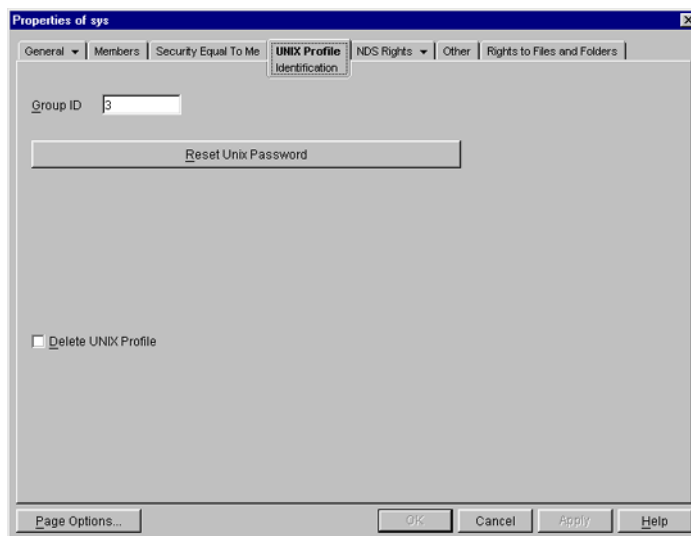 Properties of sys
General Members Security Equal To Me UNIX Profile NDS Rights Other Rights to Files and Folders
Identification
Group ID 3
Reset Unix Password
Delete UNIX Profile
Page Options... OK Cancel Apply Help